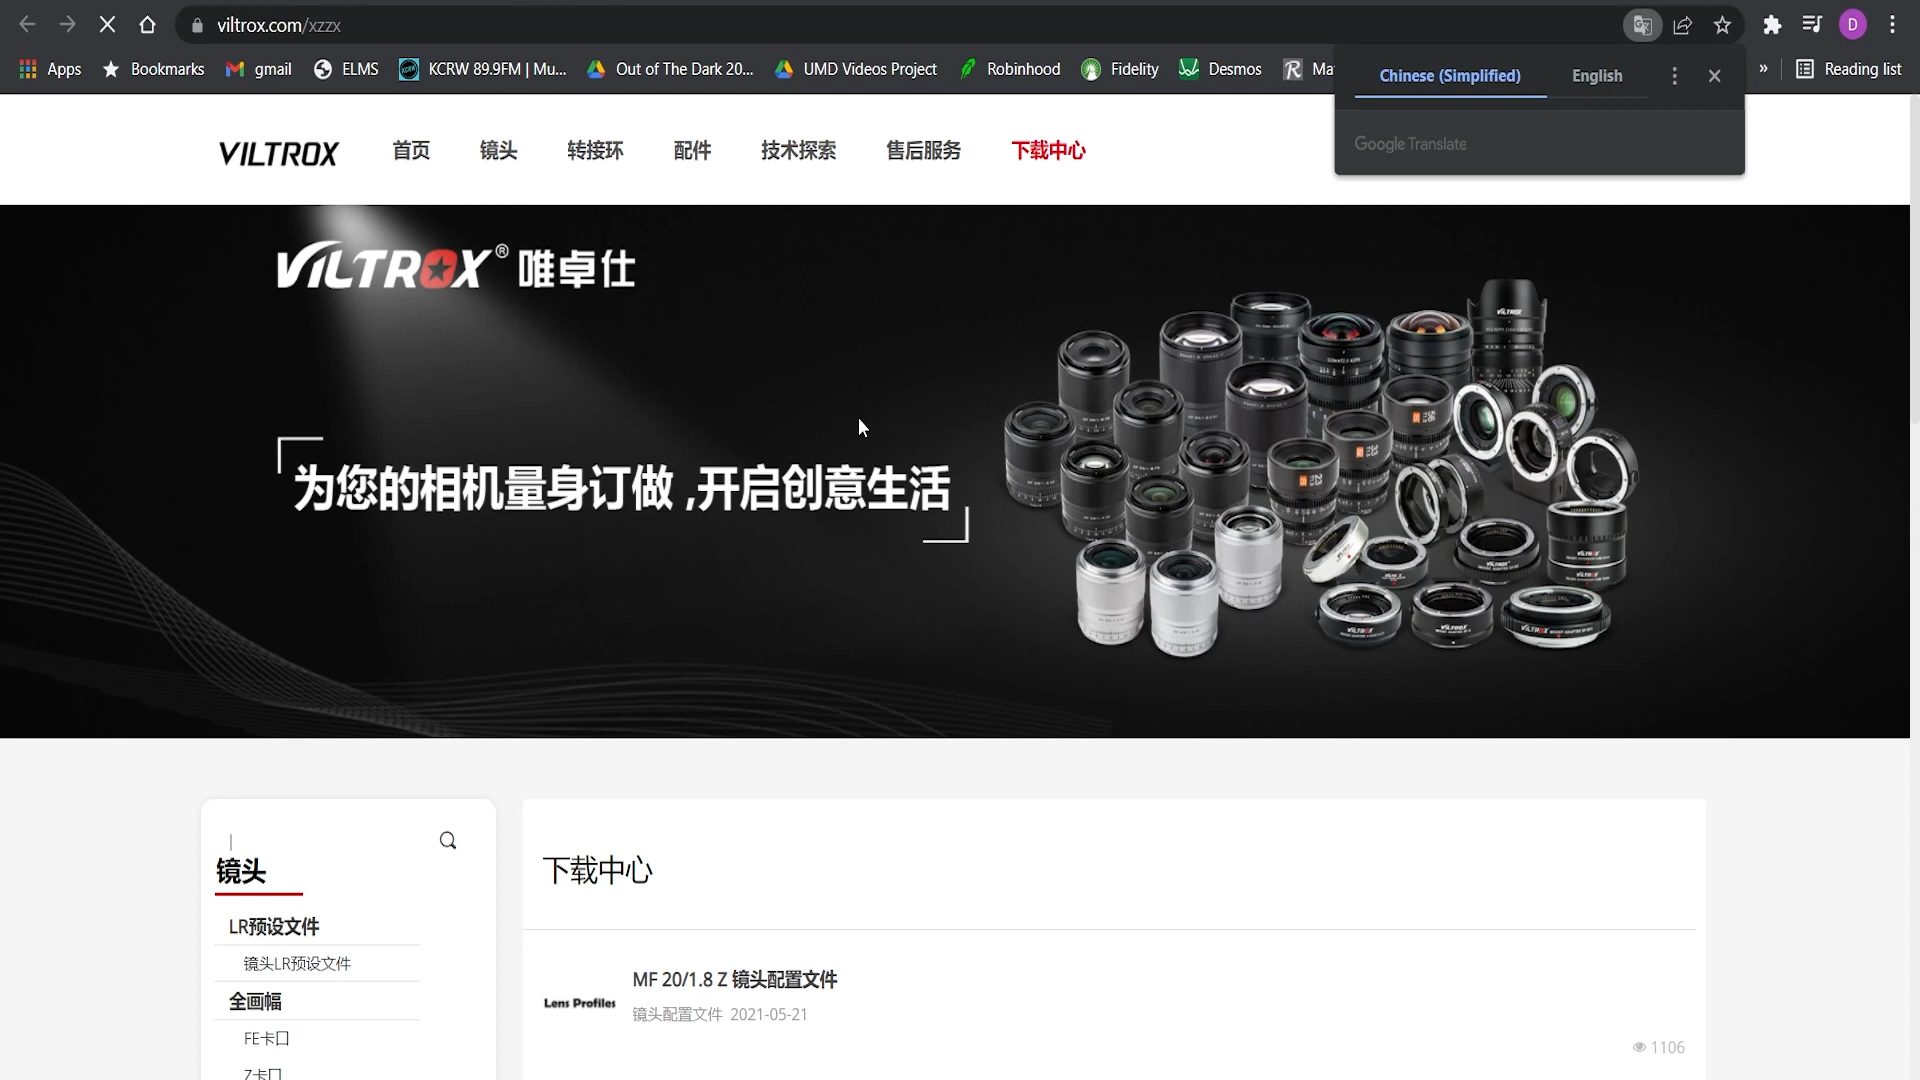 viltrox.com/xzzx
D
Apps
Bookmarks
gmail
ELMS
KCRW 89.9FM | Mu...
Out of The Dark 20...
UMD Videos Project
Robinhood
Fidelity
Desmos
Ma
»
Reading list
Chinese (Simplified)
English
Google Translate
VILTROX
首页
镜头
转接环
配件
技术探索
售后服务
下载中心
VILTROX® 唯卓仕
为您的相机量身订做 ,开启创意生活
镜头
LR预设文件
镜头LR预设文件
全画幅
FE卡口
Z卡口
下载中心
Lens Profiles
MF 20/1.8 Z 镜头配置文件
镜头配置文件 2021-05-21
1106